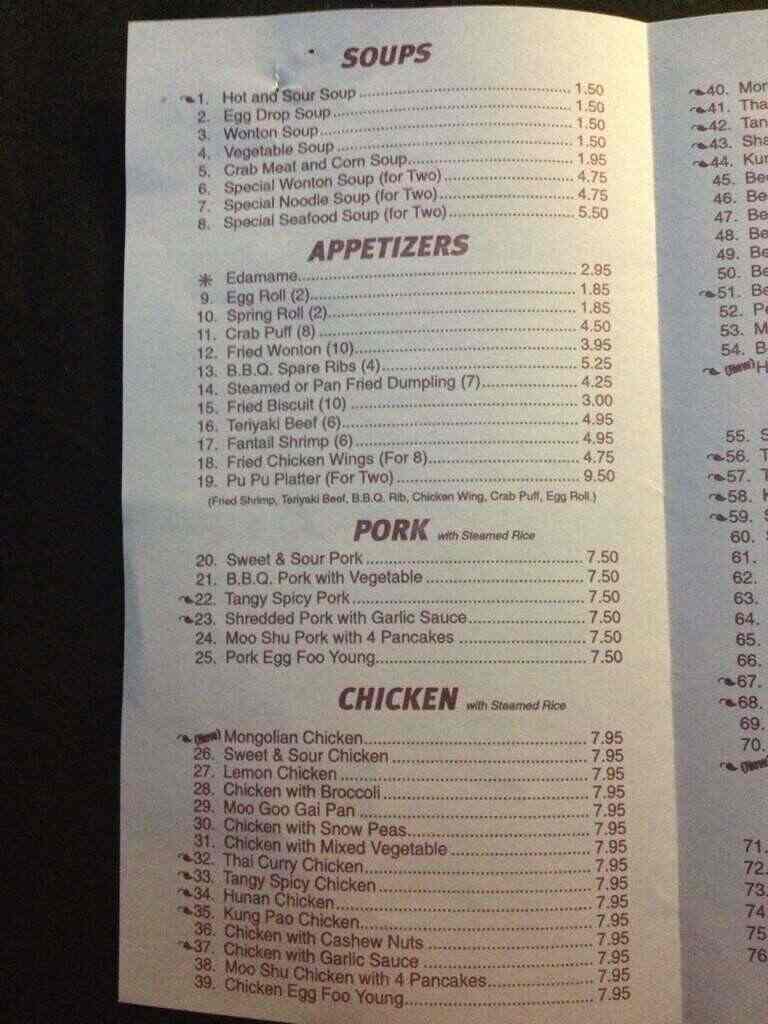 SOUPS
1. Hot and Sour Soup 1.50
2. Egg Drop Soup 1.50
3. Wonton Soup 1.50
4. Vegetable Soup 1.50
5. Crab Meat and Corn Soup 1.95
6. Special Wonton Soup (for Two) 4.75
7. Special Noodle Soup (for Two) 4.75
8. Special Seafood Soup (for Two) 5.50
APPETIZERS
* Edamame 2.95
9. Egg Roll (2) 1.85
10. Spring Roll (2) 1.85
11. Crab Puff (8) 4.50
12. Fried Wonton (10) 3.95
13. B.B.Q. Spare Ribs (4) 5.25
14. Steamed or Pan Fried Dumpling (7) 4.25
15. Fried Biscuit (10) 3.00
16. Teriyaki Beef (6) 4.95
17. Fantail Shrimp (6) 4.95
18. Fried Chicken Wings (For 8) 4.75
19. Pu Pu Platter (For Two) 9.50
(Fried Shrimp, Teriyaki Beef, B.B.Q. Rib, Chicken Wing, Crab Puff, Egg Roll.)
PORK with Steamed Rice
20. Sweet & Sour Pork 7.50
21. B.B.Q. Pork with Vegetable 7.50
22. Tangy Spicy Pork 7.50
23. Shredded Pork with Garlic Sauce 7.50
24. Moo Shu Pork with 4 Pancakes 7.50
25. Pork Egg Foo Young 7.50
CHICKEN with Steamed Rice
(New) Mongolian Chicken 7.95
26. Sweet & Sour Chicken 7.95
27. Lemon Chicken 7.95
28. Chicken with Broccoli 7.95
29. Moo Goo Gai Pan 7.95
30. Chicken with Snow Peas 7.95
31. Chicken with Mixed Vegetable 7.95
32. Thai Curry Chicken 7.95
33. Tangy Spicy Chicken 7.95
34. Hunan Chicken 7.95
35. Kung Pao Chicken 7.95
36. Chicken with Cashew Nuts 7.95
37. Chicken with Garlic Sauce 7.95
38. Moo Shu Chicken with 4 Pancakes 7.95
39. Chicken Egg Foo Young 7.95
40. Mon
41. Tha
42. Tan
43. Sha
44. Kun
45. Bee
46. Be
47. Be
48. Be
49. Be
50. Be
51. Be
52. Pe
53. M
54. B
(New) H
55. S
56. T
57. T
58.
59. S
60.
61.
62.
63.
64.
65.
66.
67.
68.
69.
70.
(New)
71.
72.
73.
74
75
76